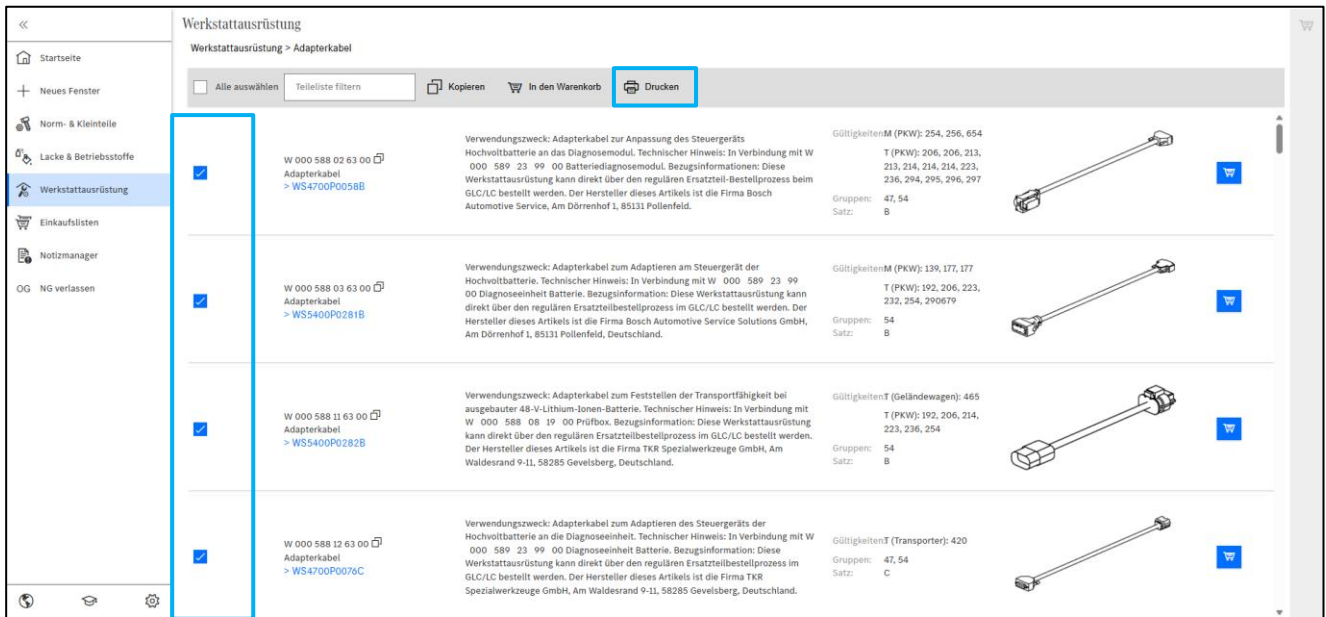 «
Startseite
Neues Fenster
Norm- & Kleinteile
Lacke & Betriebsstoffe
Werkstattausrüstung
Einkaufslisten
Notizmanager
OG NG verlassen
Werkstattausrüstung
Werkstattausrüstung > Adapterkabel
Alle auswählen Teileliste filtern Kopieren In den Warenkorb Drucken
W 000 588 02 63 00
Adapterkabel
> WS4700P0058B
Verwendungszweck: Adapterkabel zur Anpassung des Steuergeräts
Hochvoltbatterie an das Diagnosemodul. Technischer Hinweis: In Verbindung mit W
000 589 23 99 00 Batteriediagnosemodul. Bezugsinformationen: Diese
Werkstattausrüstung kann direkt über den regulären Ersatzteil-Bestellprozess beim
GLC/LC bestellt werden. Der Hersteller dieses Artikels ist die Firma Bosch
Automotive Service, Am Dörrenhof 1, 85131 Pollenfeld.
Gültigkeiten M (PKW): 254, 256, 654
T (PKW): 206, 206, 213,
213, 214, 214, 214, 223,
236, 294, 295, 296, 297
Gruppen: 47, 54
Satz: B
W 000 588 03 63 00
Adapterkabel
> WS5400P0281B
Verwendungszweck: Adapterkabel zum Adaptieren am Steuergerät der
Hochvoltbatterie. Technischer Hinweis: In Verbindung mit W 000 589 23 99
00 Diagnoseeinheit Batterie. Bezugsinformation: Diese Werkstattausrüstung kann
direkt über den regulären Ersatzteilbestellprozess im GLC/LC bestellt werden. Der
Hersteller dieses Artikels ist die Firma Bosch Automotive Service Solutions GmbH,
Am Dörrenhof 1, 85131 Pollenfeld, Deutschland.
Gültigkeiten M (PKW): 139, 177, 177
T (PKW): 192, 206, 223,
232, 254, 290679
Gruppen: 54
Satz: B
W 000 588 11 63 00
Adapterkabel
> WS5400P0282B
Verwendungszweck: Adapterkabel zum Feststellen der Transportfähigkeit bei
ausgebauter 48-V-Lithium-Ionen-Batterie. Technischer Hinweis: In Verbindung mit
W 000 588 08 19 00 Prüfbox. Bezugsinformation: Diese Werkstattausrüstung
kann direkt über den regulären Ersatzteilbestellprozess im GLC/LC bestellt werden.
Der Hersteller dieses Artikels ist die Firma TKR Spezialwerkzeuge GmbH, Am
Waldesrand 9-11, 58285 Gevelsberg, Deutschland.
Gültigkeiten T (Geländewagen): 465
T (PKW): 192, 206, 214,
223, 236, 254
Gruppen: 54
Satz: B
W 000 588 12 63 00
Adapterkabel
> WS4700P0076C
Verwendungszweck: Adapterkabel zum Adaptieren des Steuergeräts der
Hochvoltbatterie an die Diagnoseeinheit. Technischer Hinweis: In Verbindung mit W
000 589 23 99 00 Diagnoseeinheit Batterie. Bezugsinformation: Diese
Werkstattausrüstung kann direkt über den regulären Ersatzteilbestellprozess im
GLC/LC bestellt werden. Der Hersteller dieses Artikels ist die Firma TKR
Spezialwerkzeuge GmbH, Am Waldesrand 9-11, 58285 Gevelsberg, Deutschland.
Gültigkeiten T (Transporter): 420
Gruppen: 47, 54
Satz: C